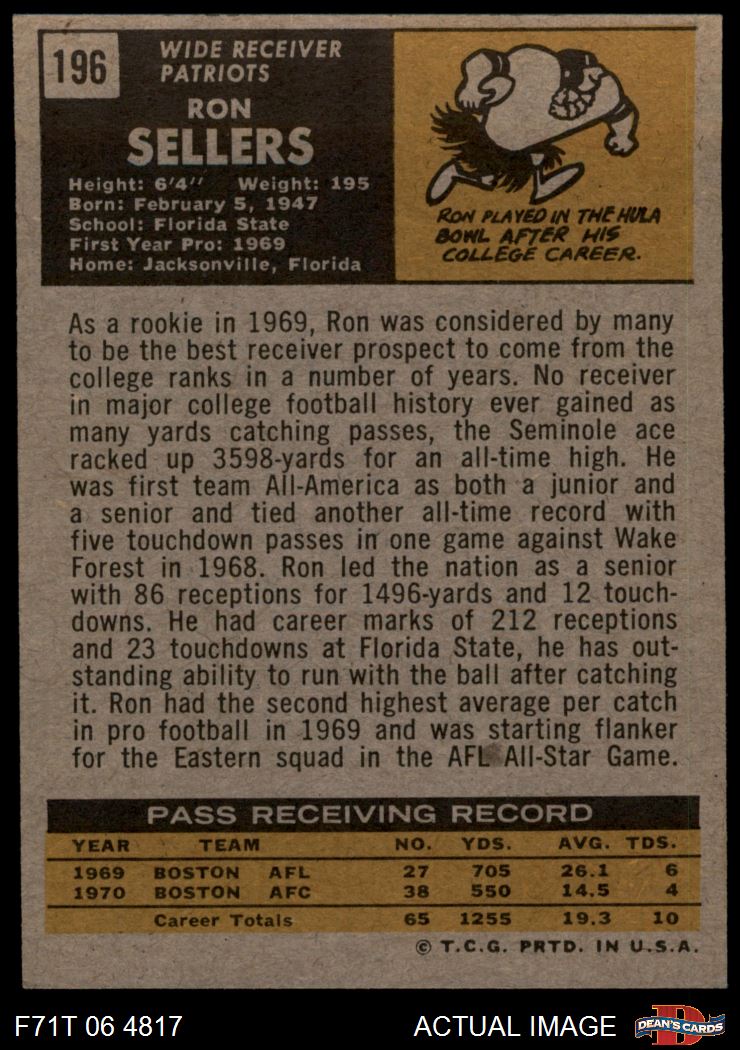 196
WIDE RECEIVER
PATRIOTS
RON
SELLERS
Height: 6'4" Weight: 195
Born: February 5, 1947
School: Florida State
First Year Pro: 1969
Home: Jacksonville, Florida
RON PLAYED IN THE HULA
BOWL AFTER HIS
COLLEGE CAREER.
As a rookie in 1969, Ron was considered by many
to be the best receiver prospect to come from the
college ranks in a number of years. No receiver
in major college football history ever gained as
many yards catching passes, the Seminole ace
racked up 3598-yards for an all-time high. He
was first team All-America as both a junior and
a senior and tied another all-time record with
five touchdown passes in one game against Wake
Forest in 1968. Ron led the nation as a senior
with 86 receptions for 1496-yards and 12 touch-
downs. He had career marks of 212 receptions
and 23 touchdowns at Florida State, he has out-
standing ability to run with the ball after catching
it. Ron had the second highest average per catch
in pro football in 1969 and was starting flanker
for the Eastern squad in the AFL All-Star Game.
PASS RECEIVING RECORD
YEAR TEAM NO. YDS. AVG. TDS.
1969 BOSTON AFL 27 705 26.1 6
1970 BOSTON AFC 38 550 14.5 4
Career Totals 65 1255 19.3 10
© T.C.G. PRTD. IN U.S.A.
F71T 06 4817 ACTUAL IMAGE
D
DEAN'S CARDS